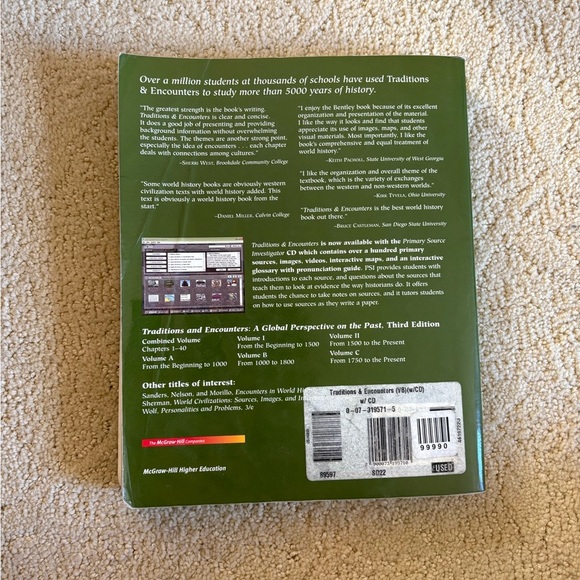 Over a million students at thousands of schools have used Traditions
& Encounters to study more than 5000 years of history.
"The greatest strength is the book's writing.
Traditions & Encounters is clear and concise.
It does a good job of presenting and providing
background information without overwhelming
the students. The themes are another strong point,
especially the idea of encounters . . . each chapter
deals with connections among cultures."
–Sherri West, Brookdale Community College
"Some world history books are obviously western
civilization texts with world history added. This
text is obviously a world history book from the
start."
–Daniel Miller, Calvin College
"I enjoy the Bentley book because of its excellent
organization and presentation of the material.
I like the way it looks and find that students
appreciate its use of images, maps, and other
visual materials. Most importantly, I like the
book's comprehensive and equal treatment of
world history."
–Keith Pacholl, State University of West Georgia
"I like the organization and overall theme of the
textbook, which is the variety of exchanges
between the western and non-western worlds."
–Kirk Tyvela, Ohio University
"Traditions & Encounters is the best world history
book out there."
–Bruce Castleman, San Diego State University
Traditions & Encounters is now available with the Primary Source
Investigator CD which contains over a hundred primary
sources, images, videos, interactive maps, and an interactive
glossary with pronunciation guide. PSI provides students with
introductions to each source, and questions about the sources that
teach them to look at evidence the way historians do. It offers
students the chance to take notes on sources, and it tutors students
on how to use sources as they write a paper.
Traditions and Encounters: A Global Perspective on the Past, Third Edition
Combined Volume
Chapters 1–40
Volume I
From the Beginning to 1500
Volume II
From 1500 to the Present
Volume A
From the Beginning to 1000
Volume B
From 1000 to 1800
Volume C
From 1750 to the Present
Other titles of interest:
Sanders, Nelson, and Morillo, Encounters in World Hi
Sherman, World Civilizations: Sources, Images, and In
Wolf, Personalities and Problems, 3/e
The McGraw-Hill Companies
McGraw-Hill Higher Education
Traditions & Encounters (VB)(w/CD)
w/ CD
0-07-319571-5
99990
USED